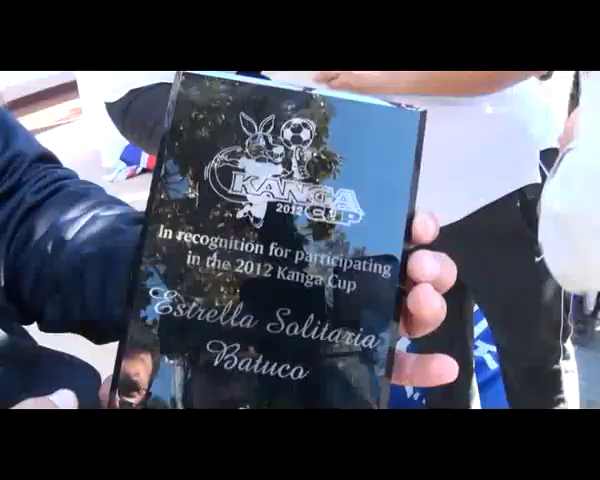 KANGA
2012 CUP
In recognition for participating
in the 2012 Kanga Cup
Estrella Solitaria
Batuco